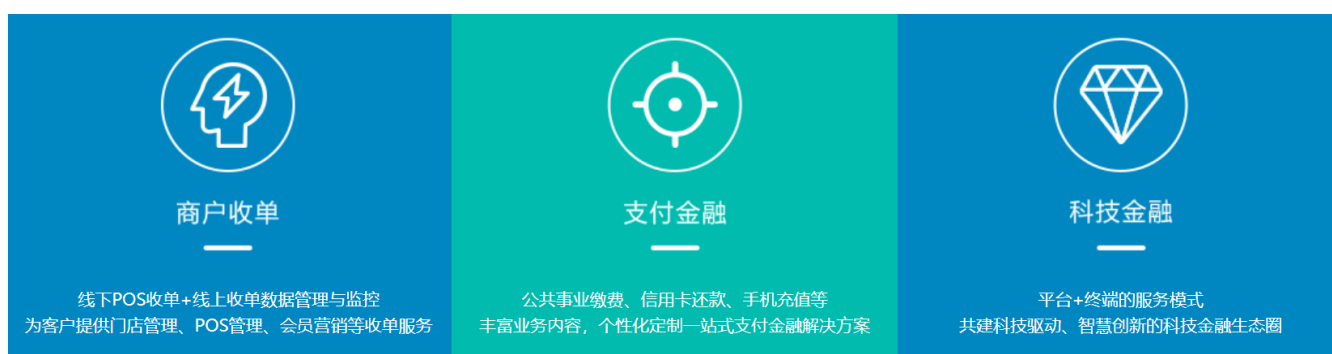 商户收单
线下POS收单+线上收单数据管理与监控
为客户提供门店管理、POS管理、会员营销等收单服务
支付金融
公共事业缴费、信用卡还款、手机充值等
丰富业务内容，个性化定制一站式支付金融解决方案
科技金融
平台+终端的服务模式
共建科技驱动、智慧创新的科技金融生态圈